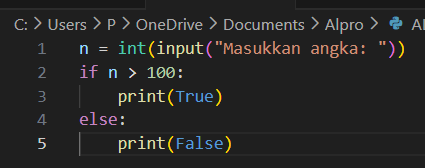 C: > Users > P > OneDrive > Documents > Alpro >
1 n = int(input("Masukkan angka: "))
2 if n > 100:
3     print(True)
4 else:
5     print(False)